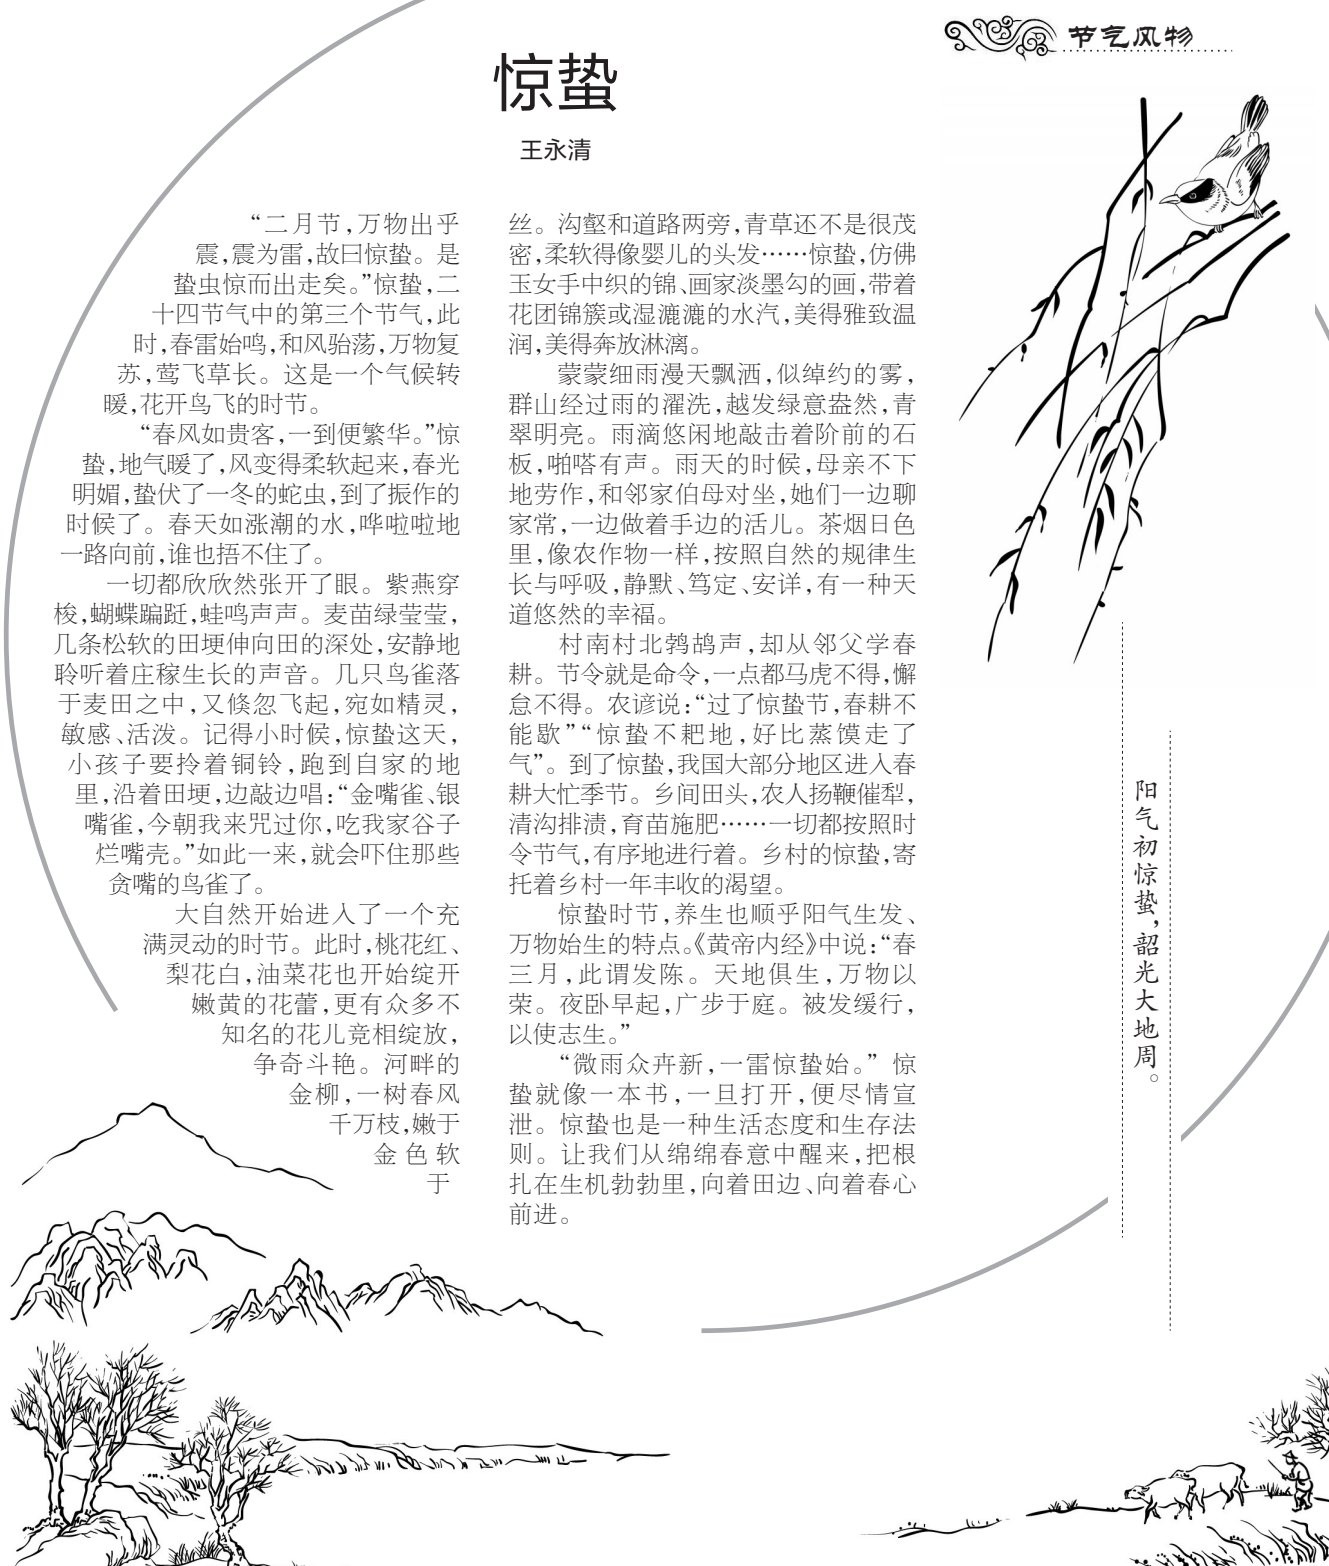 节气风物
惊蛰
王永清
“二月节，万物出乎
震，震为雷，故曰惊蛰。是
蛰虫惊而出走矣。”惊蛰，二
十四节气中的第三个节气，此
时，春雷始鸣，和风骀荡，万物复
苏，莺飞草长。这是一个气候转
暖，花开鸟飞的时节。
“春风如贵客，一到便繁华。”惊
蛰，地气暖了，风变得柔软起来，春光
明媚，蛰伏了一冬的蛇虫，到了振作的
时候了。春天如涨潮的水，哗啦啦地
一路向前，谁也捂不住了。
一切都欣欣然张开了眼。紫燕穿
梭，蝴蝶蹁跹，蛙鸣声声。麦苗绿莹莹，
几条松软的田埂伸向田的深处，安静地
聆听着庄稼生长的声音。几只鸟雀落
于麦田之中，又倏忽飞起，宛如精灵，
敏感、活泼。记得小时候，惊蛰这天，
小孩子要拎着铜铃，跑到自家的地
里，沿着田埂，边敲边唱：“金嘴雀、银
嘴雀，今朝我来咒过你，吃我家谷子
烂嘴壳。”如此一来，就会吓住那些
贪嘴的鸟雀了。
大自然开始进入了一个充
满灵动的时节。此时，桃花红、
梨花白，油菜花也开始绽开
嫩黄的花蕾，更有众多不
知名的花儿竞相绽放，
争奇斗艳。河畔的
金柳，一树春风
千万枝，嫩于
金色软
于
丝。沟壑和道路两旁，青草还不是很茂
密，柔软得像婴儿的头发……惊蛰，仿佛
玉女手中织的锦、画家淡墨勾的画，带着
花团锦簇或湿漉漉的水汽，美得雅致温
润，美得奔放淋漓。
蒙蒙细雨漫天飘洒，似绰约的雾，
群山经过雨的濯洗，越发绿意盎然，青
翠明亮。雨滴悠闲地敲击着阶前的石
板，啪嗒有声。雨天的时候，母亲不下
地劳作，和邻家伯母对坐，她们一边聊
家常，一边做着手边的活儿。茶烟日色
里，像农作物一样，按照自然的规律生
长与呼吸，静默、笃定、安详，有一种天
道悠然的幸福。
村南村北鹁鸪声，却从邻父学春
耕。节令就是命令，一点都马虎不得，懈
怠不得。农谚说：“过了惊蛰节，春耕不
能歇”“惊蛰不耙地，好比蒸馍走了
气”。到了惊蛰，我国大部分地区进入春
耕大忙季节。乡间田头，农人扬鞭催犁，
清沟排渍，育苗施肥……一切都按照时
令节气，有序地进行着。乡村的惊蛰，寄
托着乡村一年丰收的渴望。
惊蛰时节，养生也顺乎阳气生发、
万物始生的特点。《黄帝内经》中说：“春
三月，此谓发陈。天地俱生，万物以
荣。夜卧早起，广步于庭。被发缓行，
以使志生。”
“微雨众卉新，一雷惊蛰始。”惊
蛰就像一本书，一旦打开，便尽情宣
泄。惊蛰也是一种生活态度和生存法
则。让我们从绵绵春意中醒来，把根
扎在生机勃勃里，向着田边、向着春心
前进。
阳气初惊蛰，韶光大地周。